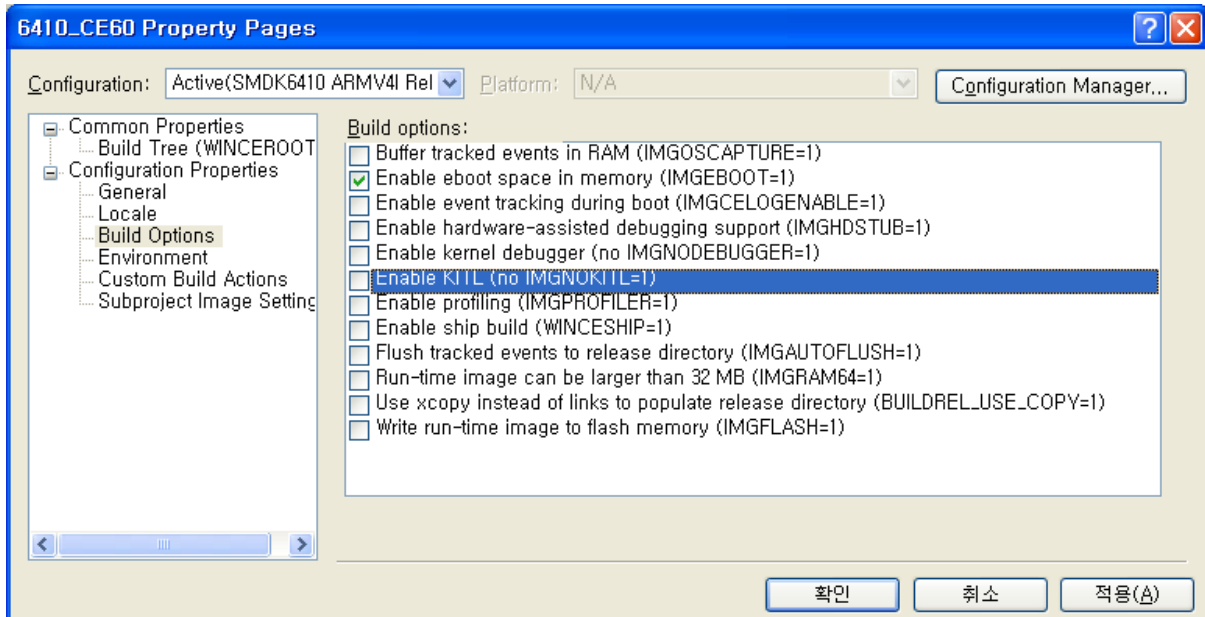 6410_CE60 Property Pages
Configuration: Active(SMDK6410 ARMV4I Rel Platform: N/A Configuration Manager...
Common Properties
Build Tree (WINCEROOT
Configuration Properties
General
Locale
Build Options
Environment
Custom Build Actions
Subproject Image Setting
Build options:
Buffer tracked events in RAM (IMGOSCAPTURE=1)
Enable eboot space in memory (IMGEBOOT=1)
Enable event tracking during boot (IMGCELOGENABLE=1)
Enable hardware-assisted debugging support (IMGHDSTUB=1)
Enable kernel debugger (no IMGNODEBUGGER=1)
Enable KITL (no IMGNOKITL=1)
Enable profiling (IMGPROFILER=1)
Enable ship build (WINCESHIP=1)
Flush tracked events to release directory (IMGAUTOFLUSH=1)
Run-time image can be larger than 32 MB (IMGRAM64=1)
Use xcopy instead of links to populate release directory (BUILDREL_USE_COPY=1)
Write run-time image to flash memory (IMGFLASH=1)
확인 취소 적용(A)